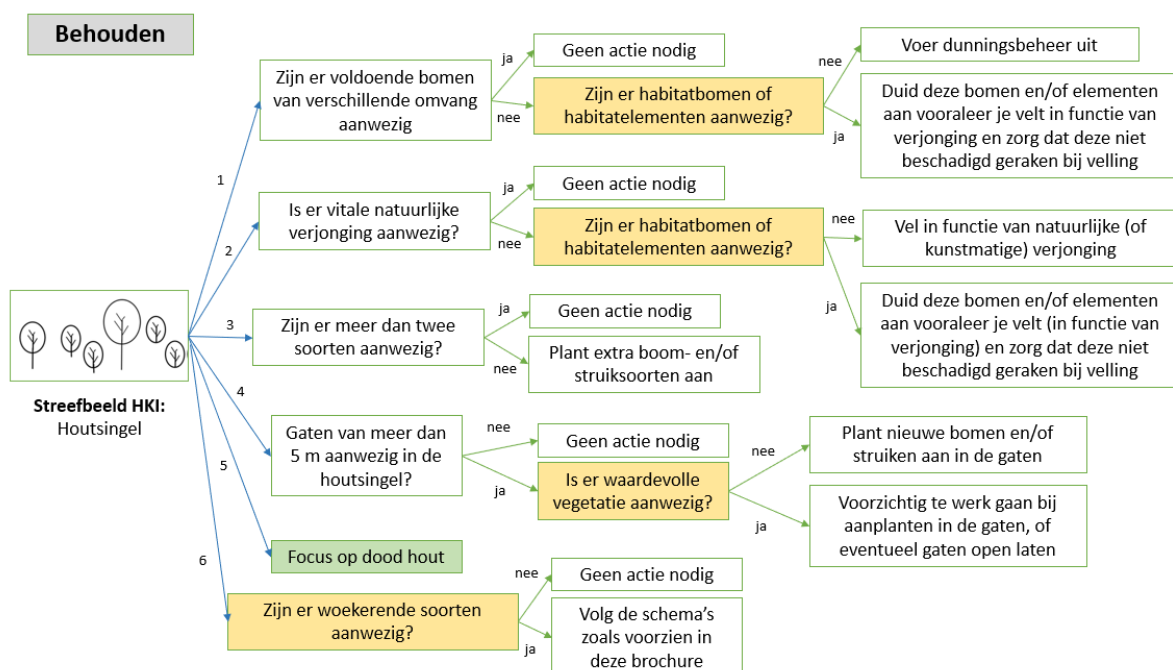 Behouden
Streefbeeld HKI:
Houtsingel
1
Zijn er voldoende bomen
van verschillende omvang
aanwezig
ja
Geen actie nodig
nee
Zijn er habitatbomen of
habitatelementen aanwezig?
nee
Voer dunningsbeheer uit
ja
Duid deze bomen en/of elementen
aan vooraleer je velt in functie van
verjonging en zorg dat deze niet
beschadigd geraken bij velling
2
Is er vitale natuurlijke
verjonging aanwezig?
ja
Geen actie nodig
nee
Zijn er habitatbomen of
habitatelementen aanwezig?
nee
Vel in functie van natuurlijke (of
kunstmatige) verjonging
ja
Duid deze bomen en/of elementen
aan vooraleer je velt (in functie van
verjonging) en zorg dat deze niet
beschadigd geraken bij velling
3
Zijn er meer dan twee
soorten aanwezig?
ja
Geen actie nodig
nee
Plant extra boom- en/of
struiksoorten aan
4
Gaten van meer dan
5 m aanwezig in de
houtsingel?
nee
Geen actie nodig
ja
Is er waardevolle
vegetatie aanwezig?
nee
Plant nieuwe bomen en/of
struiken aan in de gaten
ja
Voorzichtig te werk gaan bij
aanplanten in de gaten, of
eventueel gaten open laten
5
Focus op dood hout
6
Zijn er woekerende soorten
aanwezig?
nee
Geen actie nodig
ja
Volg de schema's
zoals voorzien in
deze brochure